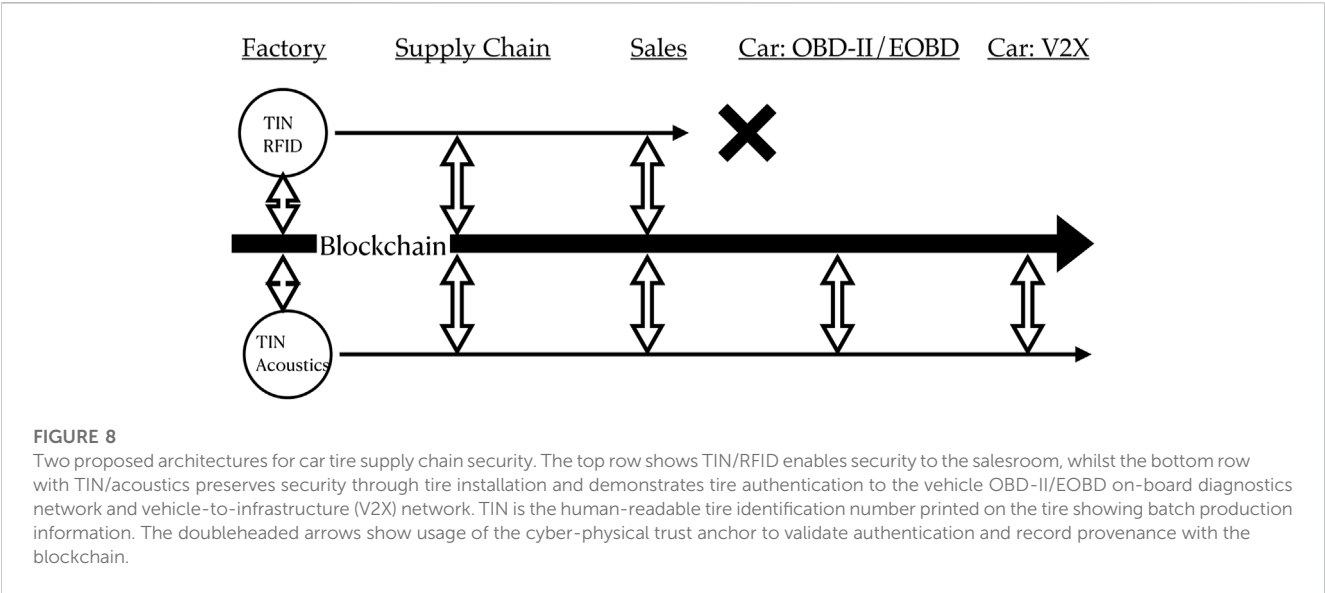 Factory Supply Chain Sales Car: OBD-II/EOBD Car: V2X
TIN
RFID
Blockchain
TIN
Acoustics
FIGURE 8
Two proposed architectures for car tire supply chain security. The top row shows TIN/RFID enables security to the salesroom, whilst the bottom row
with TIN/acoustics preserves security through tire installation and demonstrates tire authentication to the vehicle OBD-II/EOBD on-board diagnostics
network and vehicle-to-infrastructure (V2X) network. TIN is the human-readable tire identification number printed on the tire showing batch production
information. The doubleheaded arrows show usage of the cyber-physical trust anchor to validate authentication and record provenance with the
blockchain.